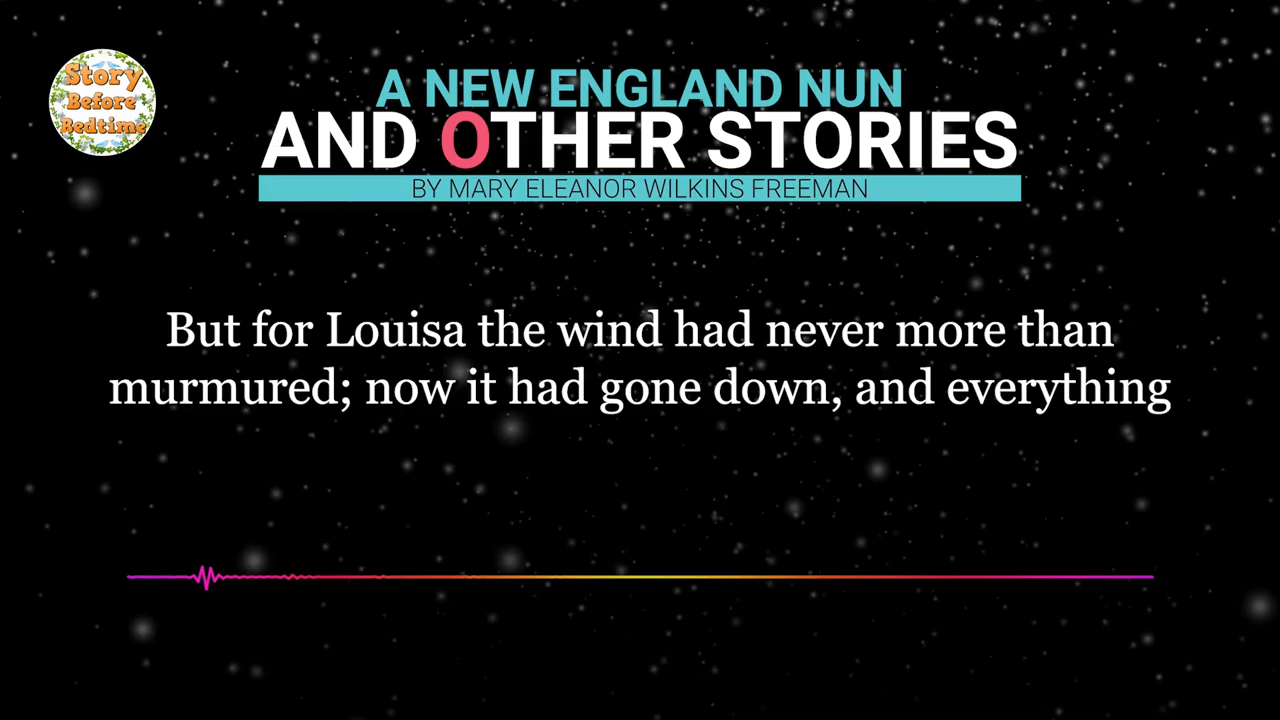 Story
Before
Bedtime
A NEW ENGLAND NUN
AND OTHER STORIES
BY MARY ELEANOR WILKINS FREEMAN
But for Louisa the wind had never more than
murmured; now it had gone down, and everything